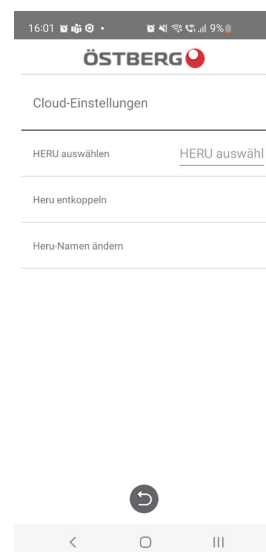 16:01 9%
ÖSTBERG
Cloud-Einstellungen
HERU auswählen HERU auswähl
Heru entkoppeln
Heru-Namen ändern